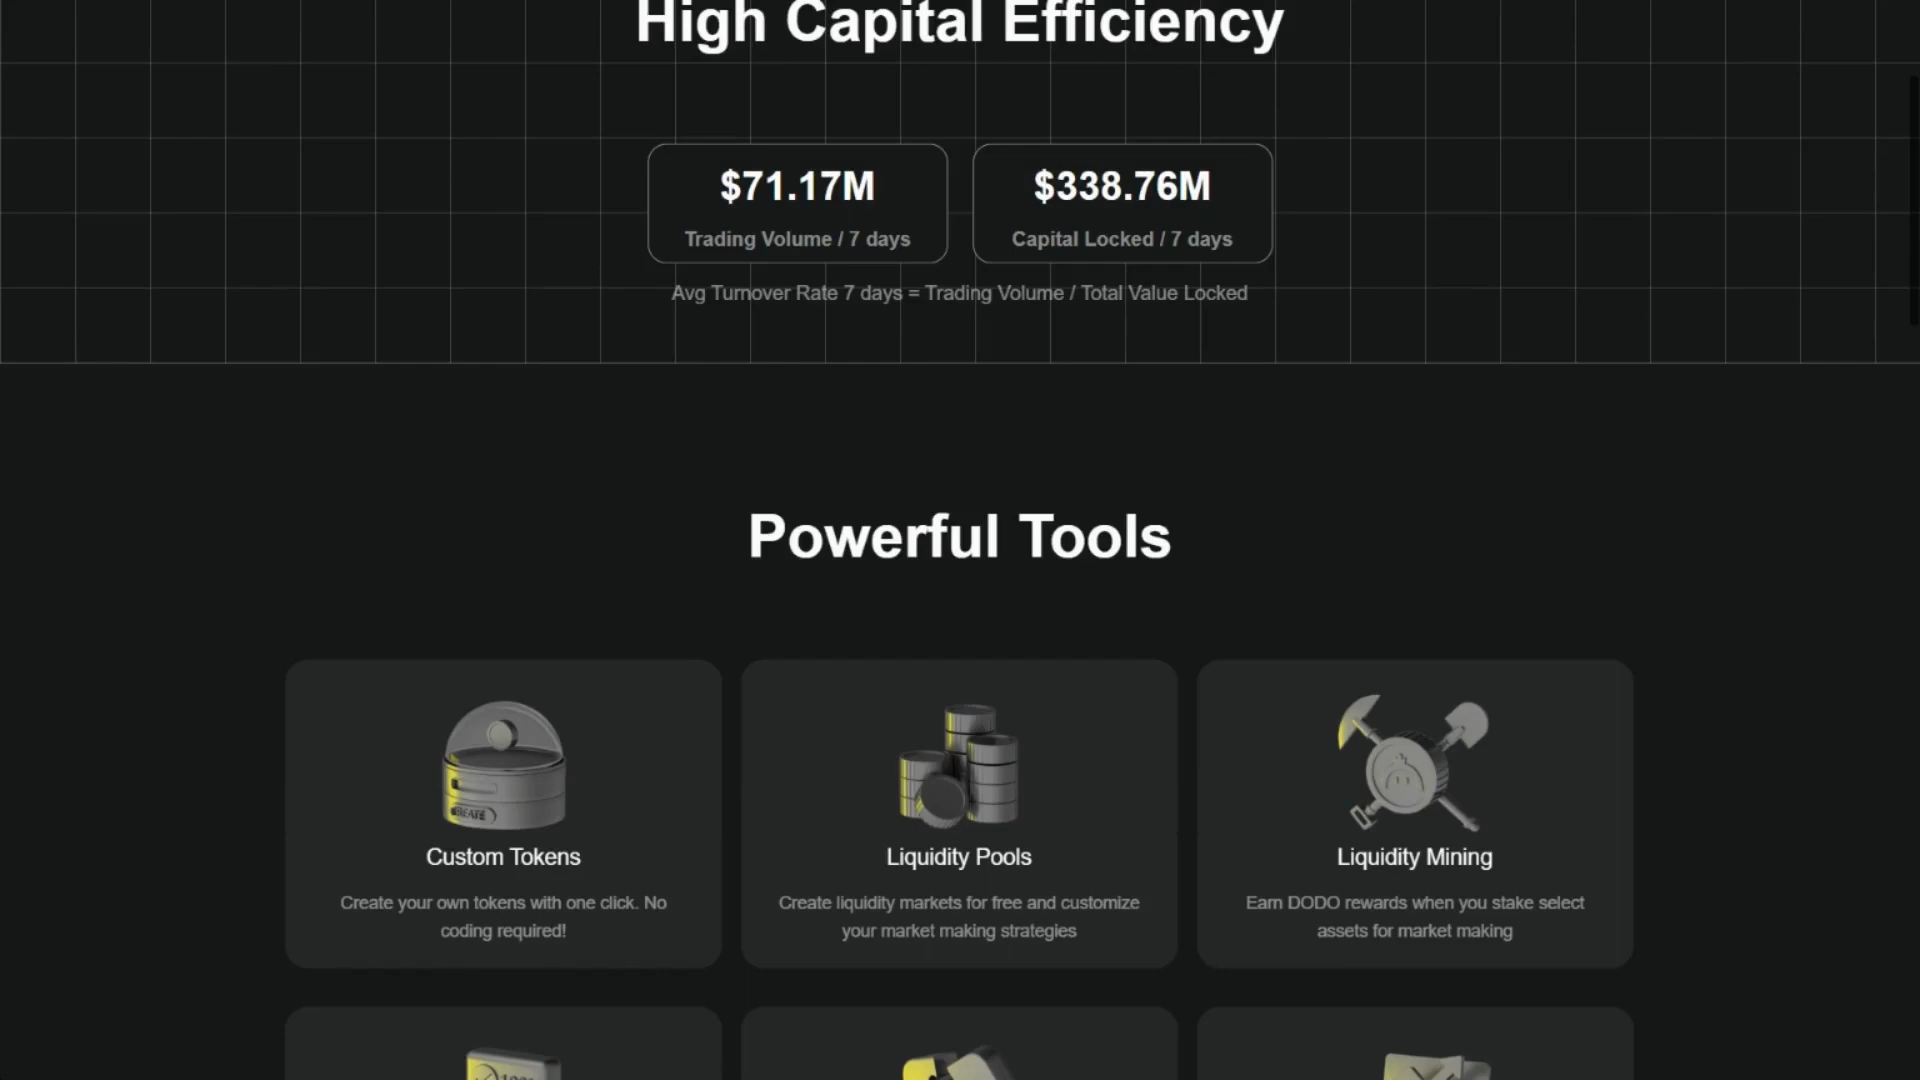 High Capital Efficiency
$71.17M
Trading Volume / 7 days
$338.76M
Capital Locked / 7 days
Avg Turnover Rate 7 days = Trading Volume / Total Value Locked
Powerful Tools
Custom Tokens
Create your own tokens with one click. No
coding required!
Liquidity Pools
Create liquidity markets for free and customize
your market making strategies
Liquidity Mining
Earn DODO rewards when you stake select
assets for market making